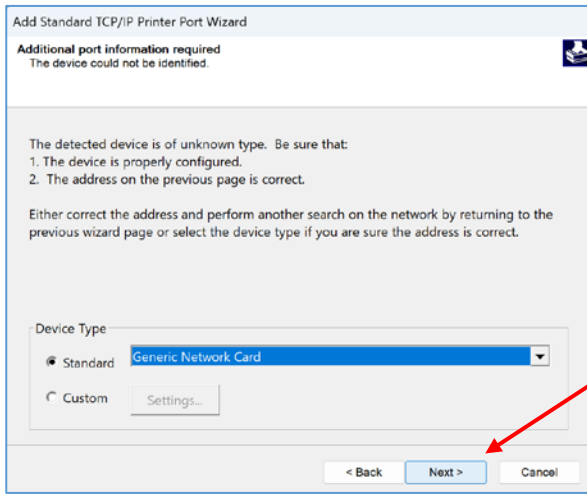 Add Standard TCP/IP Printer Port Wizard
Additional port information required
The device could not be identified.
The detected device is of unknown type.  Be sure that:
1. The device is properly configured.
2.  The address on the previous page is correct.
Either correct the address and perform another search on the network by returning to the
previous wizard page or select the device type if you are sure the address is correct.
Device Type
Standard
Generic Network Card
Custom
Settings...
< Back
Next >
Cancel